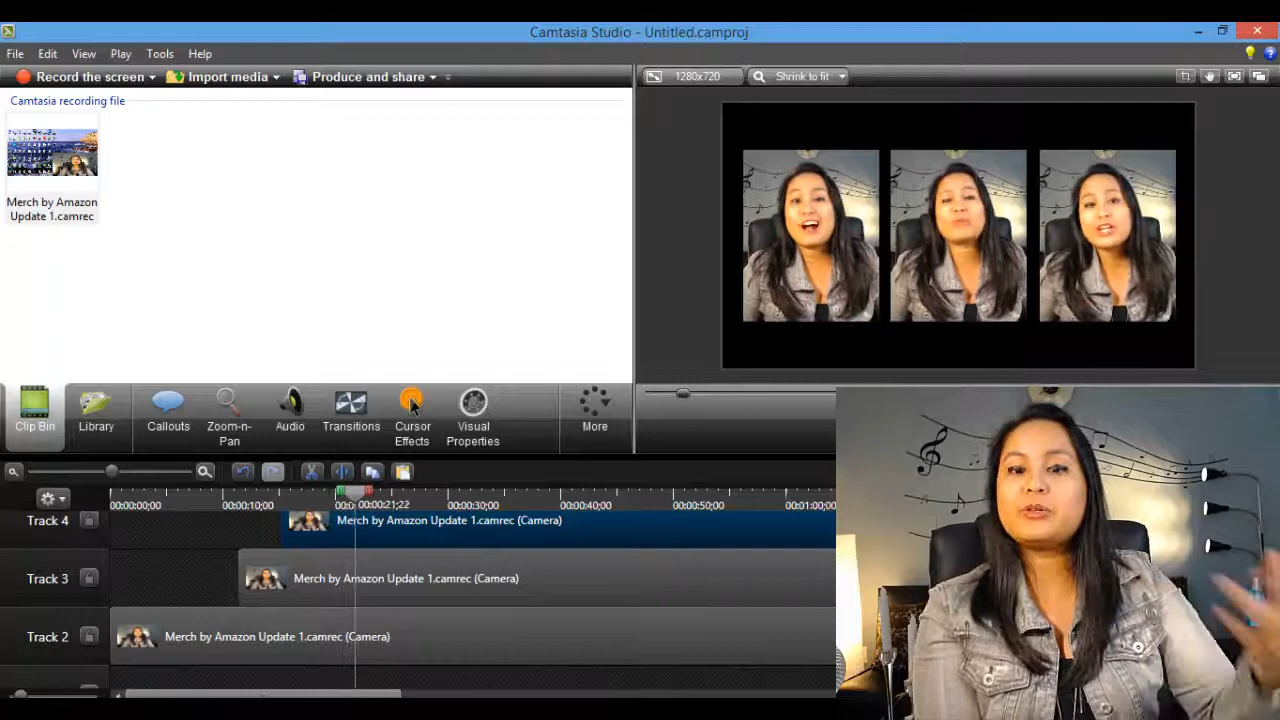 Camtasia Studio - Untitled.camproj
File Edit View Play Tools Help
Record the screen Import media Produce and share
1280x720 Shrink to fit
Camtasia recording file
Merch by Amazon
Update 1.camrec
Clip Bin Library Callouts Zoom-n-Pan Audio Transitions Cursor Effects Visual Properties More
00:00:00;00 00:00:10;00 00:0 00:00:21;22 00:00:30;00 00:00:40;00 00:00:50;00 00:01:00;00
Track 4 Merch by Amazon Update 1.camrec (Camera)
Track 3 Merch by Amazon Update 1.camrec (Camera)
Track 2 Merch by Amazon Update 1.camrec (Camera)